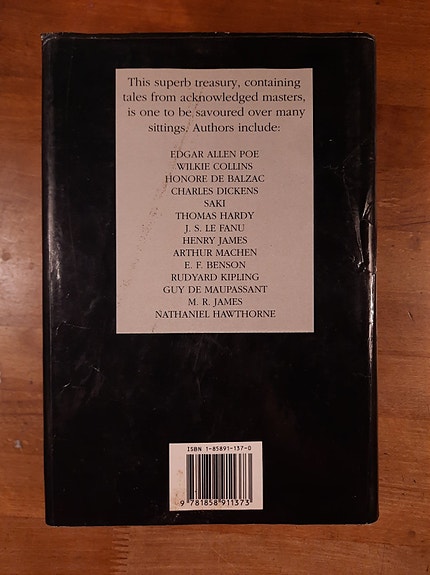 This superb treasury, containing
tales from acknowledged masters,
is one to be savoured over many
sittings. Authors include:
EDGAR ALLEN POE
WILKIE COLLINS
HONORE DE BALZAC
CHARLES DICKENS
SAKI
THOMAS HARDY
J. S. LE FANU
HENRY JAMES
ARTHUR MACHEN
E. F. BENSON
RUDYARD KIPLING
GUY DE MAUPASSANT
M. R. JAMES
NATHANIEL HAWTHORNE
ISBN 1-85891-137-0
9 781858 911373